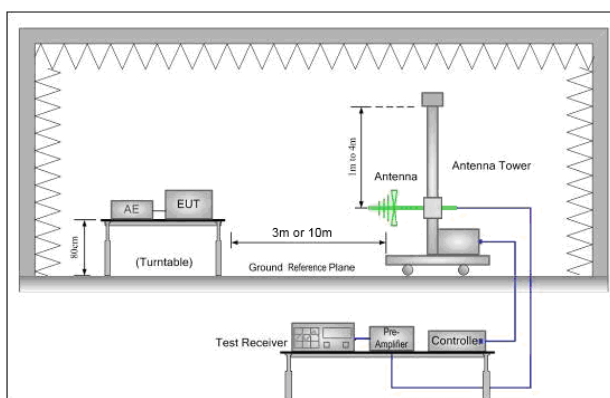 1m to 4m
Antenna
Antenna Tower
AE
EUT
80cm
(Turntable)
3m or 10m
Ground Reference Plane
Test Receiver
Pre-
Amplifier
Controller